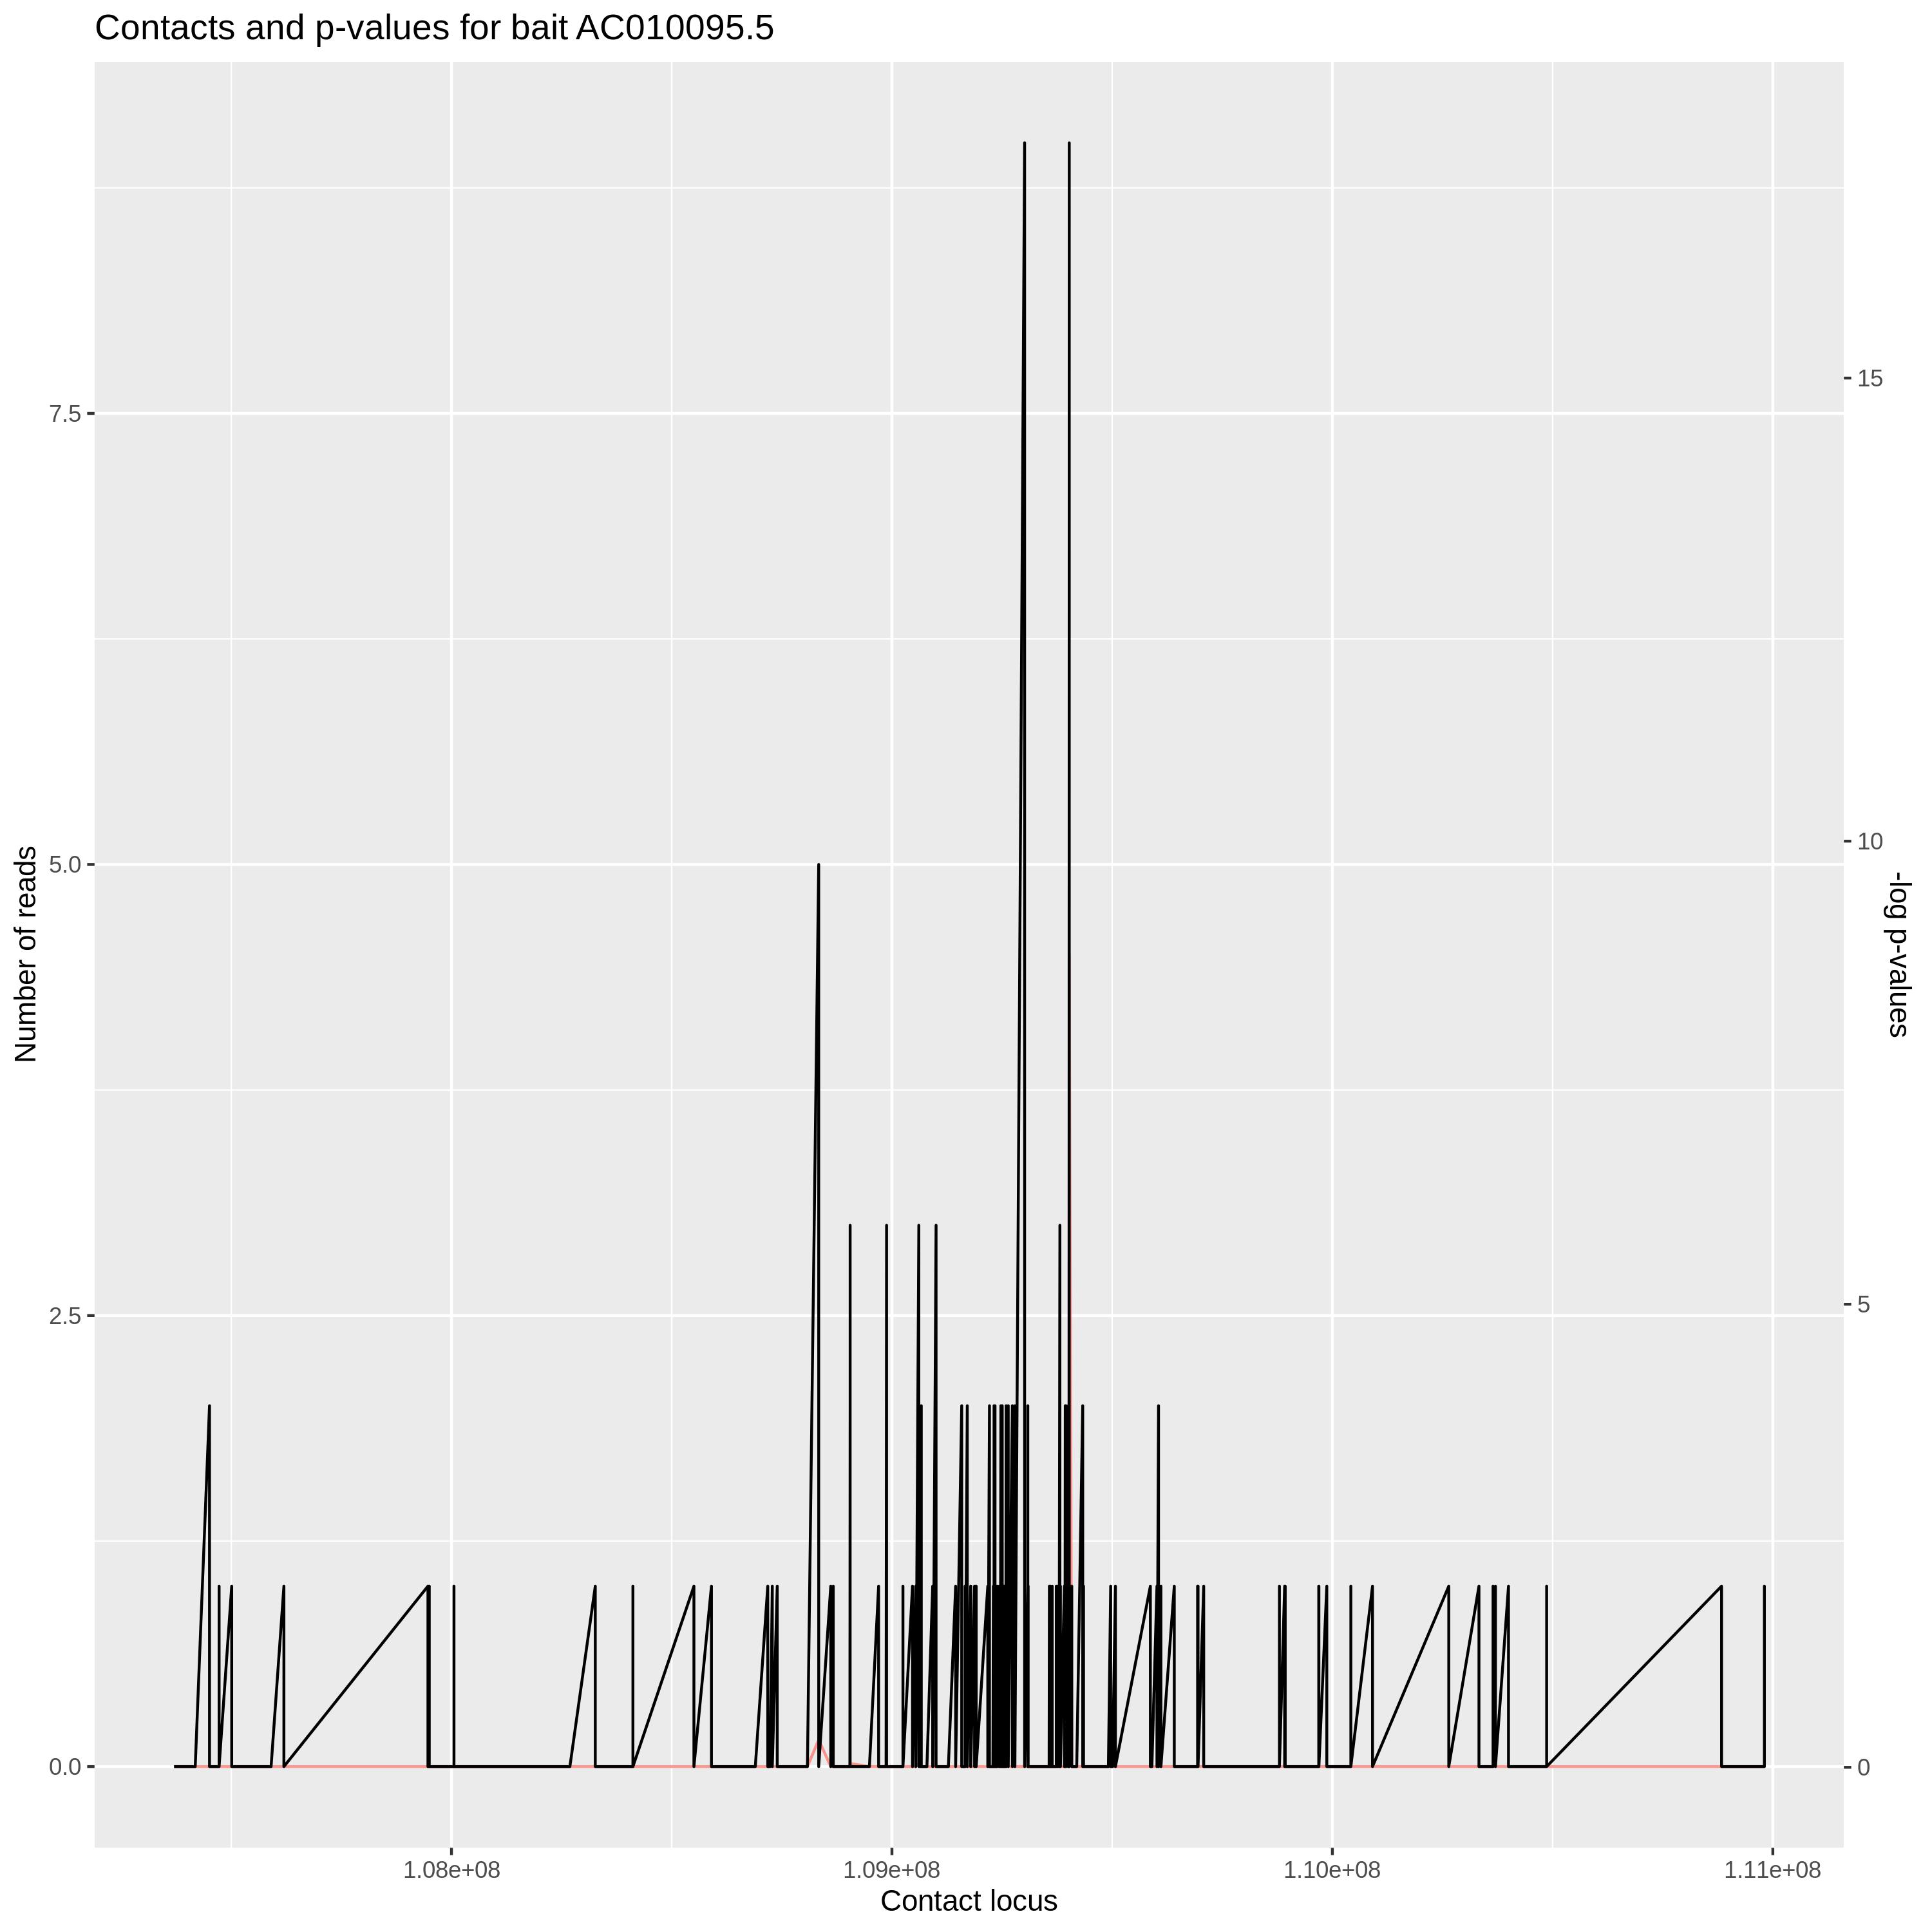 Contacts and p-values for bait AC010095.5
Number of reads
7.5
5.0
2.5
0.0
15
10
5
0
-log p-values
1.08e+08
1.09e+08
1.10e+08
1.11e+08
Contact locus